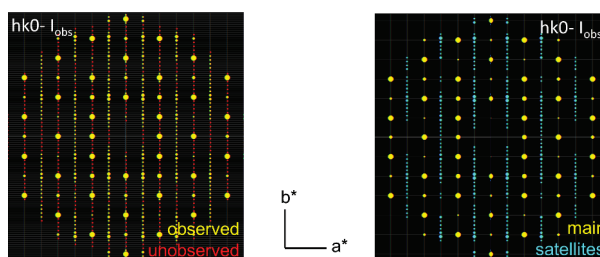 hk0- Iobs
observed
unobserved
b*
a*
hk0- Iobs
main
satellites